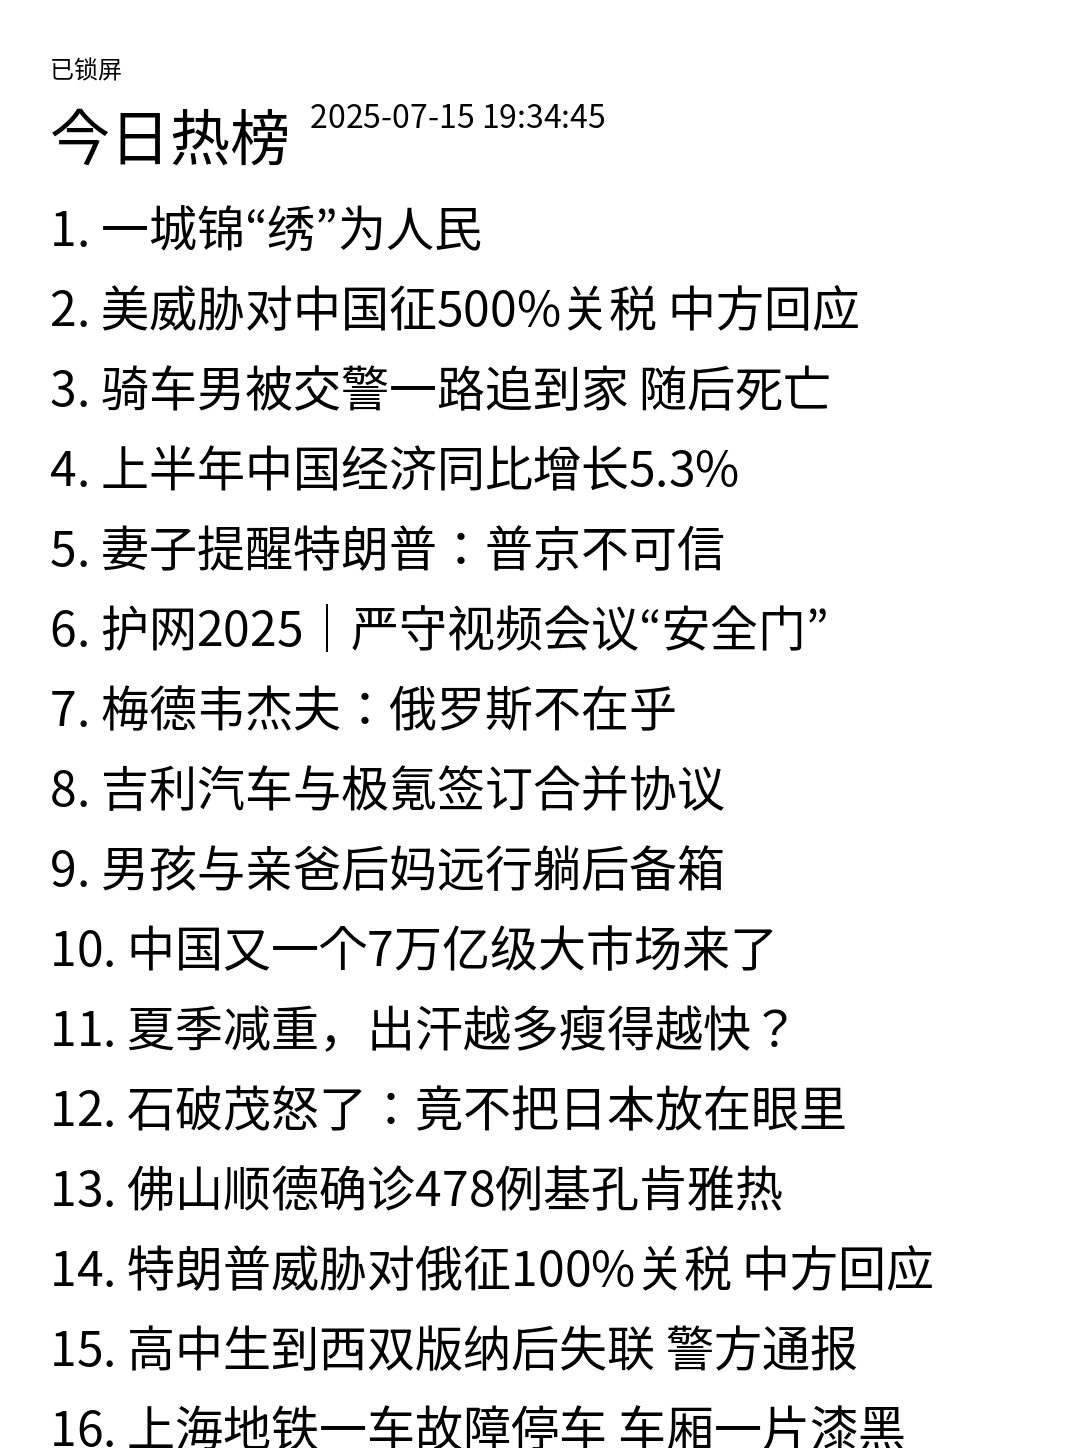 已锁屏
今日热榜 2025-07-15 19:34:45
1. 一城锦“绣”为人民
2. 美威胁对中国征500%关税 中方回应
3. 骑车男被交警一路追到家 随后死亡
4. 上半年中国经济同比增长5.3%
5. 妻子提醒特朗普：普京不可信
6. 护网2025｜严守视频会议“安全门”
7. 梅德韦杰夫：俄罗斯不在乎
8. 吉利汽车与极氪签订合并协议
9. 男孩与亲爸后妈远行躺后备箱
10. 中国又一个7万亿级大市场来了
11. 夏季减重，出汗越多瘦得越快？
12. 石破茂怒了：竟不把日本放在眼里
13. 佛山顺德确诊478例基孔肯雅热
14. 特朗普威胁对俄征100%关税 中方回应
15. 高中生到西双版纳后失联 警方通报
16. 上海地铁一车故障停车 车厢一片漆黑